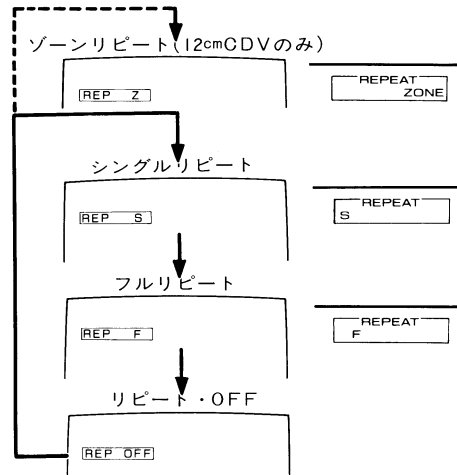 ゾーンリピート(12cmCDVのみ)
REP Z
REPEAT
ZONE
シングルリピート
REP S
REPEAT
S
フルリピート
REP F
REPEAT
F
リピート・OFF
REP OFF